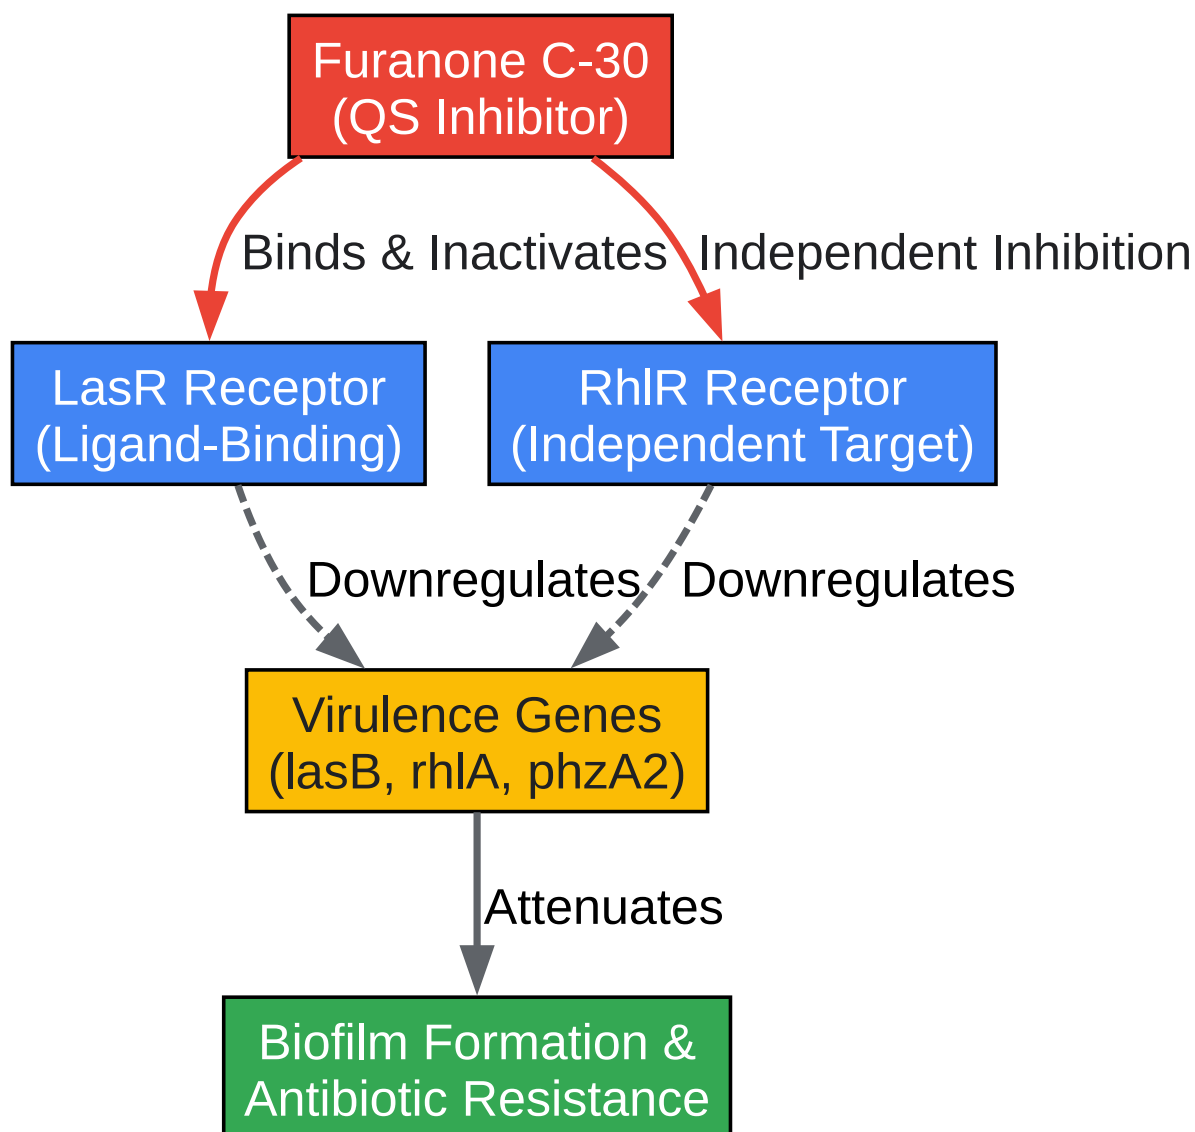 Furanone C-30
(QS Inhibitor)
Binds & Inactivates
Independent Inhibition
LasR Receptor
(Ligand-Binding)
RhlR Receptor
(Independent Target)
Downregulates
Downregulates
Virulence Genes
(lasB, rhlA, phzA2)
Attenuates
Biofilm Formation &
Antibiotic Resistance